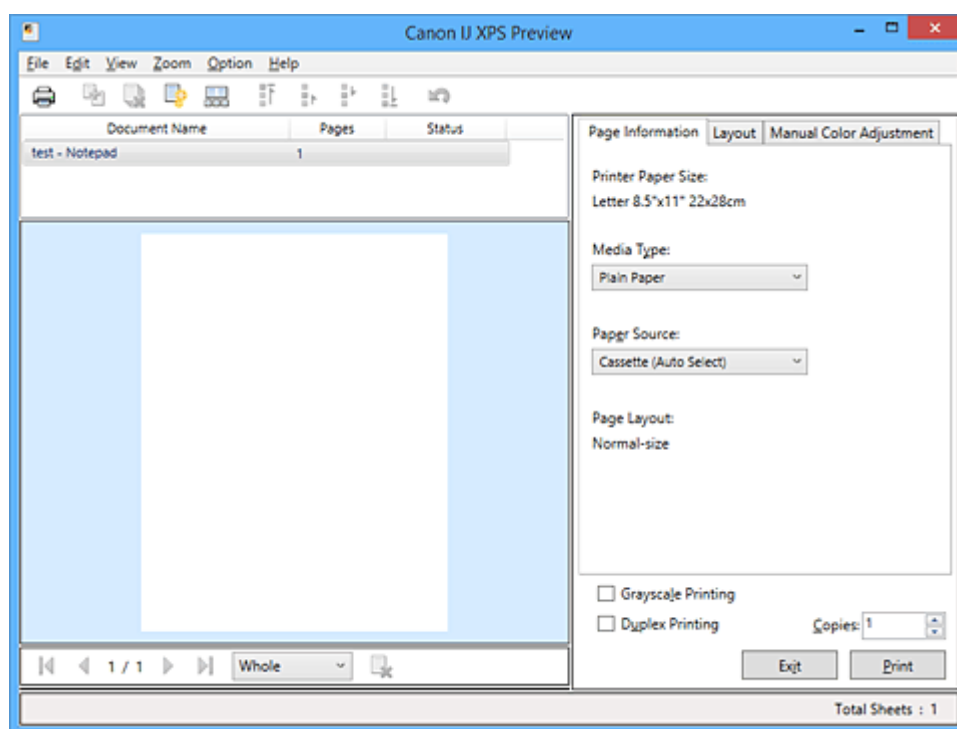 Canon IJ XPS Preview
File Edit View Zoom Option Help
Document Name Pages Status
test - Notepad 1
Page Information Layout Manual Color Adjustment
Printer Paper Size:
Letter 8.5"x11" 22x28cm
Media Type:
Plain Paper
Paper Source:
Cassette (Auto Select)
Page Layout:
Normal-size
Grayscale Printing
Duplex Printing
Copies: 1
1 / 1 Whole
Exit Print
Total Sheets : 1